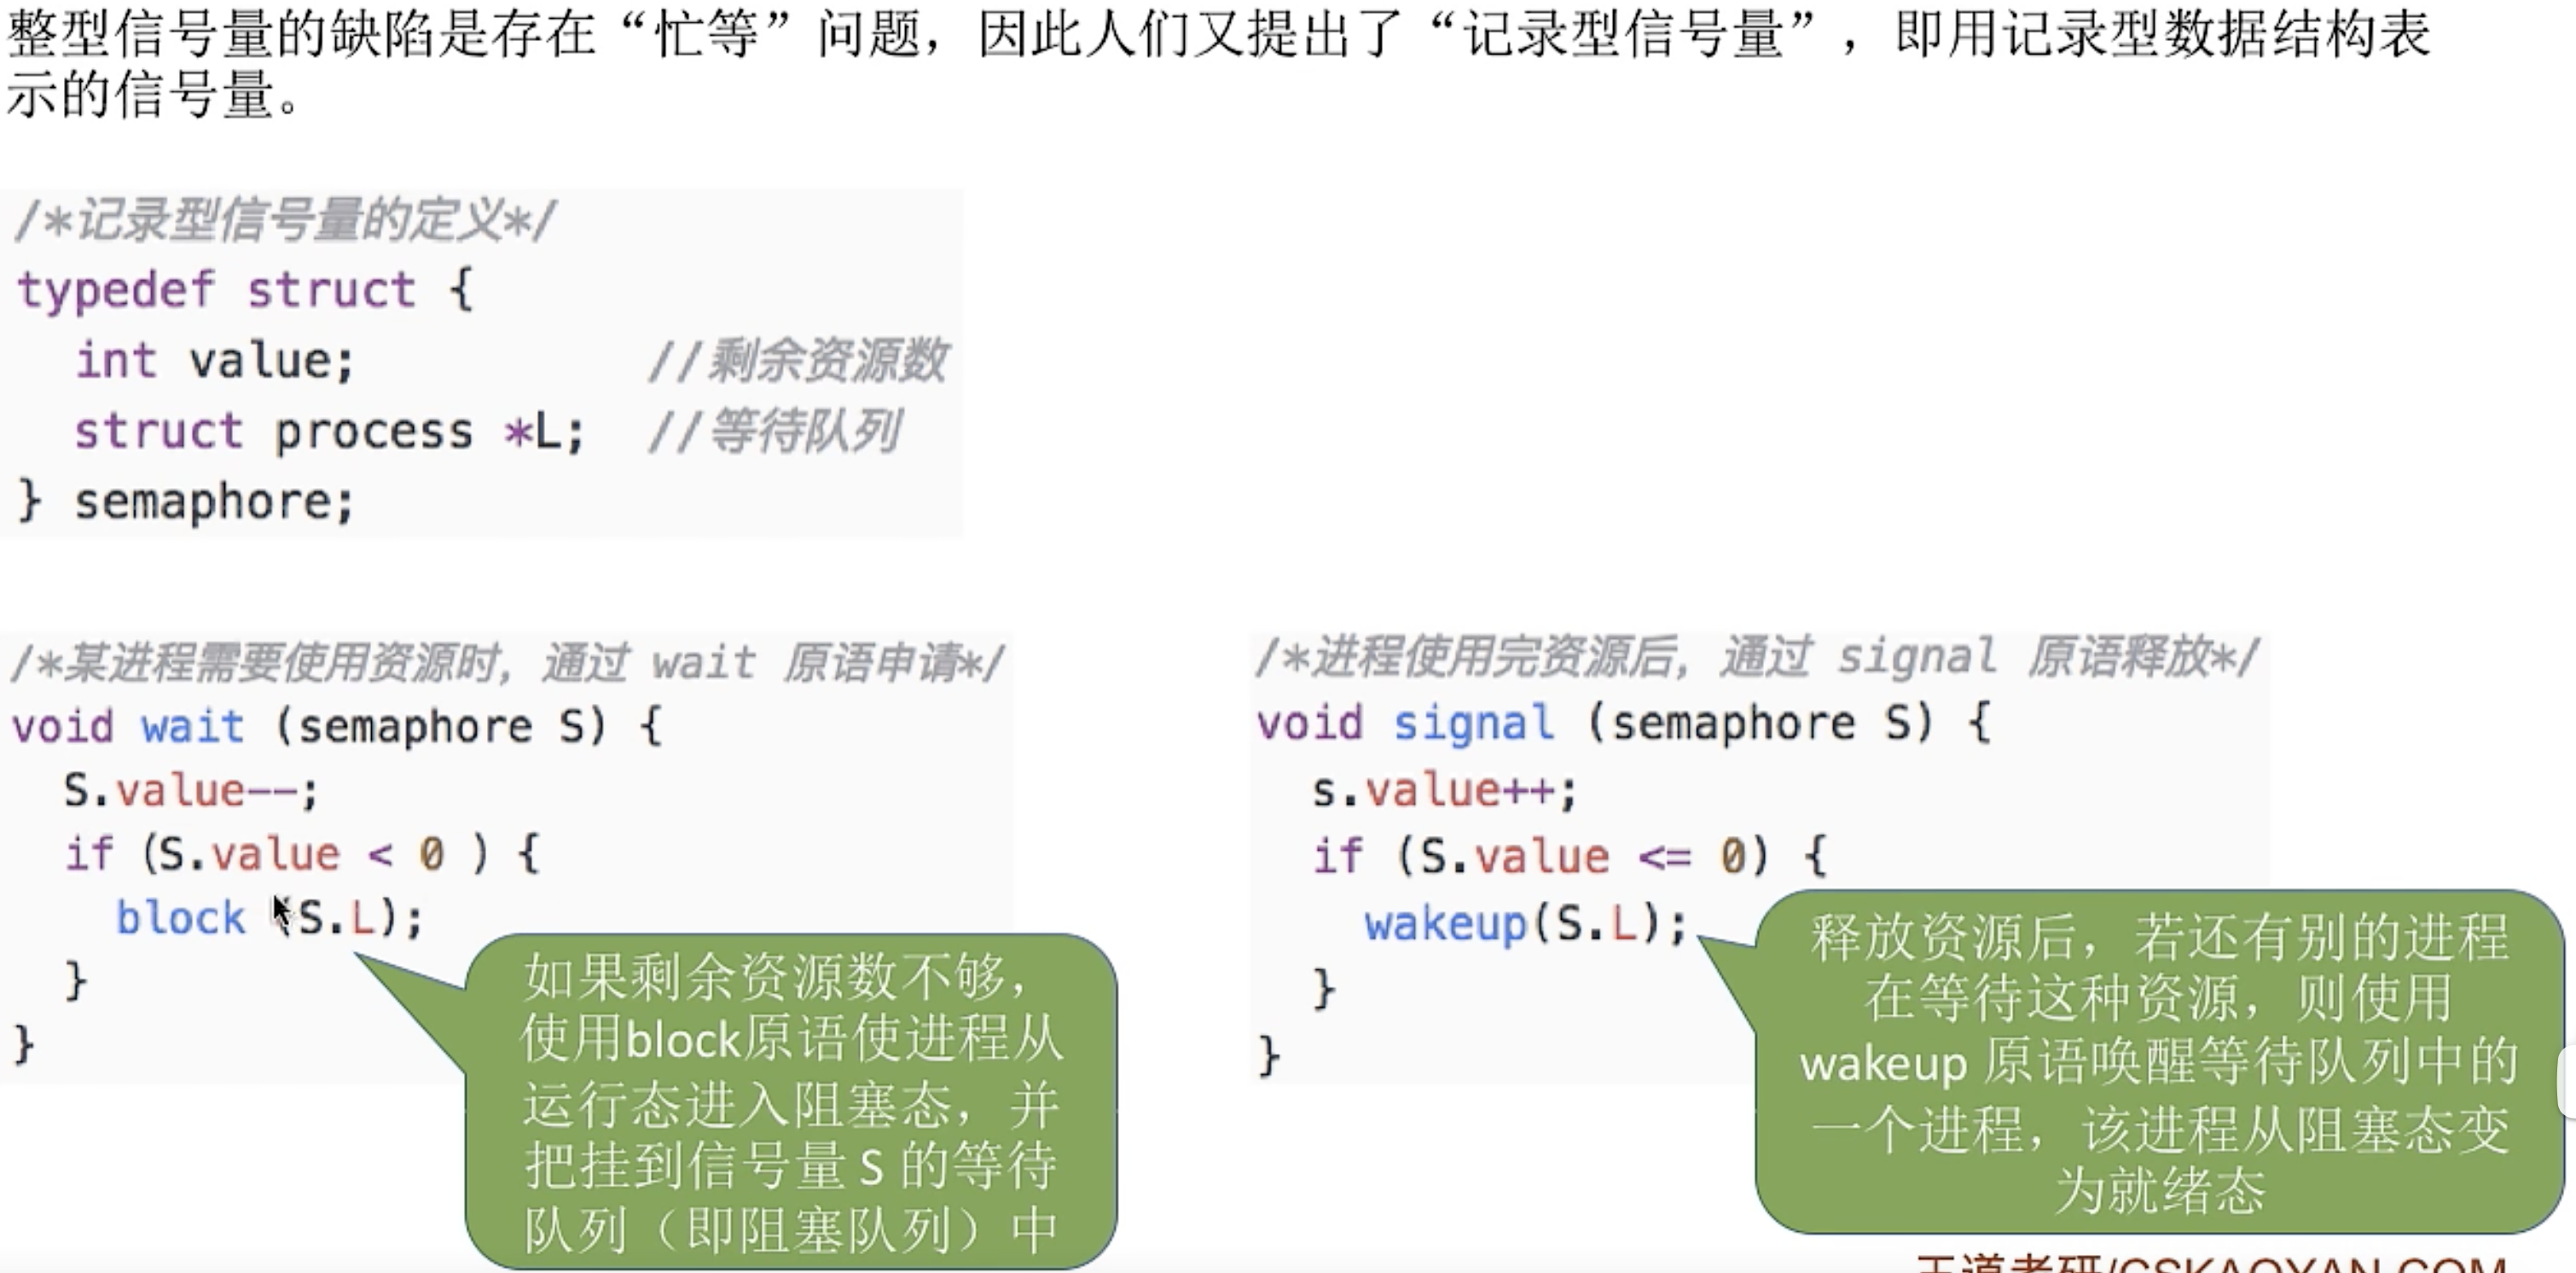 整型信号量的缺陷是存在“忙等”问题，因此人们又提出了“记录型信号量”，即用记录型数据结构表
示的信号量。
/*记录型信号量的定义*/
typedef struct {
int value; //剩余资源数
struct process *L; //等待队列
} semaphore;
/*某进程需要使用资源时，通过 wait 原语申请*/
void wait (semaphore S) {
S.value--;
if (S.value < 0 ) {
block (S.L);
}
}
如果剩余资源数不够，
使用block原语使进程从
运行态进入阻塞态，并
把挂到信号量 S 的等待
队列（即阻塞队列）中
/*进程使用完资源后，通过 signal 原语释放*/
void signal (semaphore S) {
s.value++;
if (S.value <= 0) {
wakeup(S.L);
}
}
释放资源后，若还有别的进程
在等待这种资源，则使用
wakeup 原语唤醒等待队列中的
一个进程，该进程从阻塞态变
为就绪态
王道考研/CSKAOYAN.COM